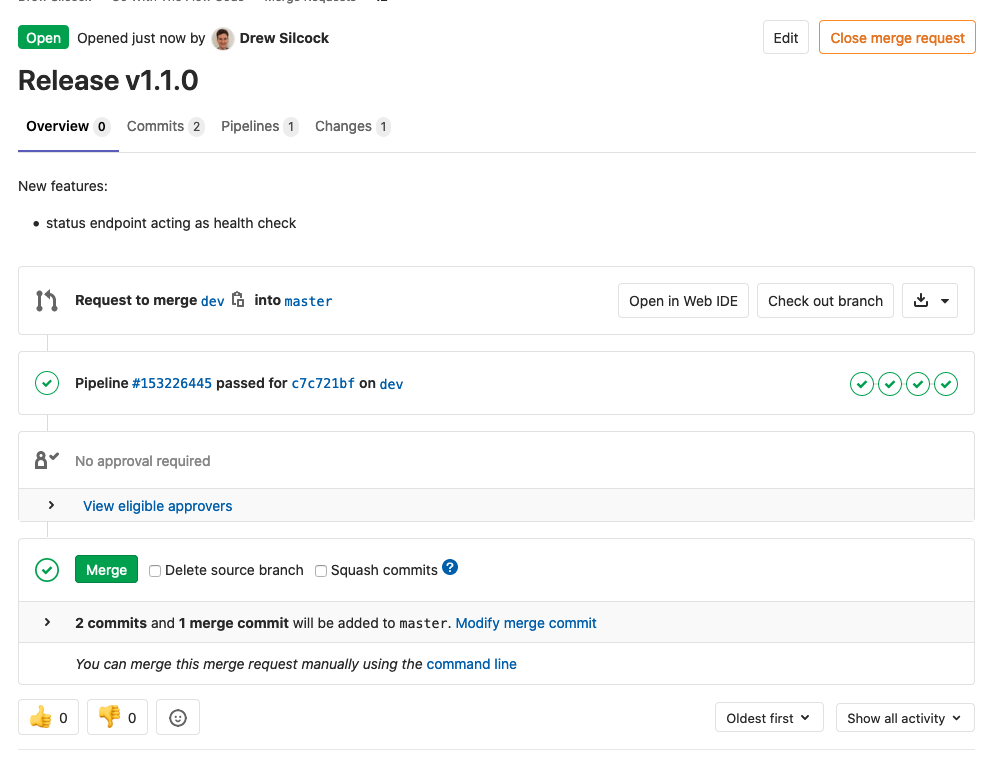 Open Opened just now by Drew Silcock Edit Close merge request
Release v1.1.0
Overview 0 Commits 2 Pipelines 1 Changes 1
New features:
• status endpoint acting as health check
Request to merge dev into master Open in Web IDE Check out branch
Pipeline #153226445 passed for c7c721bf on dev
No approval required
View eligible approvers
Merge Delete source branch Squash commits ?
2 commits and 1 merge commit will be added to master. Modify merge commit
You can merge this merge request manually using the command line
0 0 Oldest first Show all activity